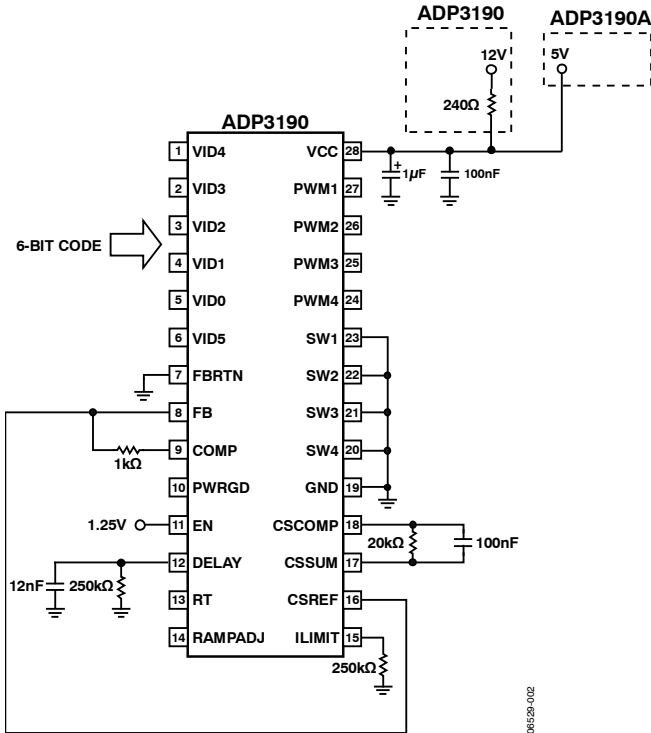 ADP3190
ADP3190A
12V
5V
240Ω
ADP3190
1 VID4
VCC 28
+
1µF
100nF
2 VID3
PWM1 27
3 VID2
PWM2 26
6-BIT CODE
4 VID1
PWM3 25
5 VID0
PWM4 24
6 VID5
SW1 23
7 FBRTN
SW2 22
8 FB
SW3 21
1kΩ
9 COMP
SW4 20
10 PWRGD
GND 19
1.25V
11 EN
CSCOMP 18
20kΩ
100nF
12 DELAY
CSSUM 17
12nF
250kΩ
13 RT
CSREF 16
14 RAMPADJ
ILIMIT 15
250kΩ
06529-002